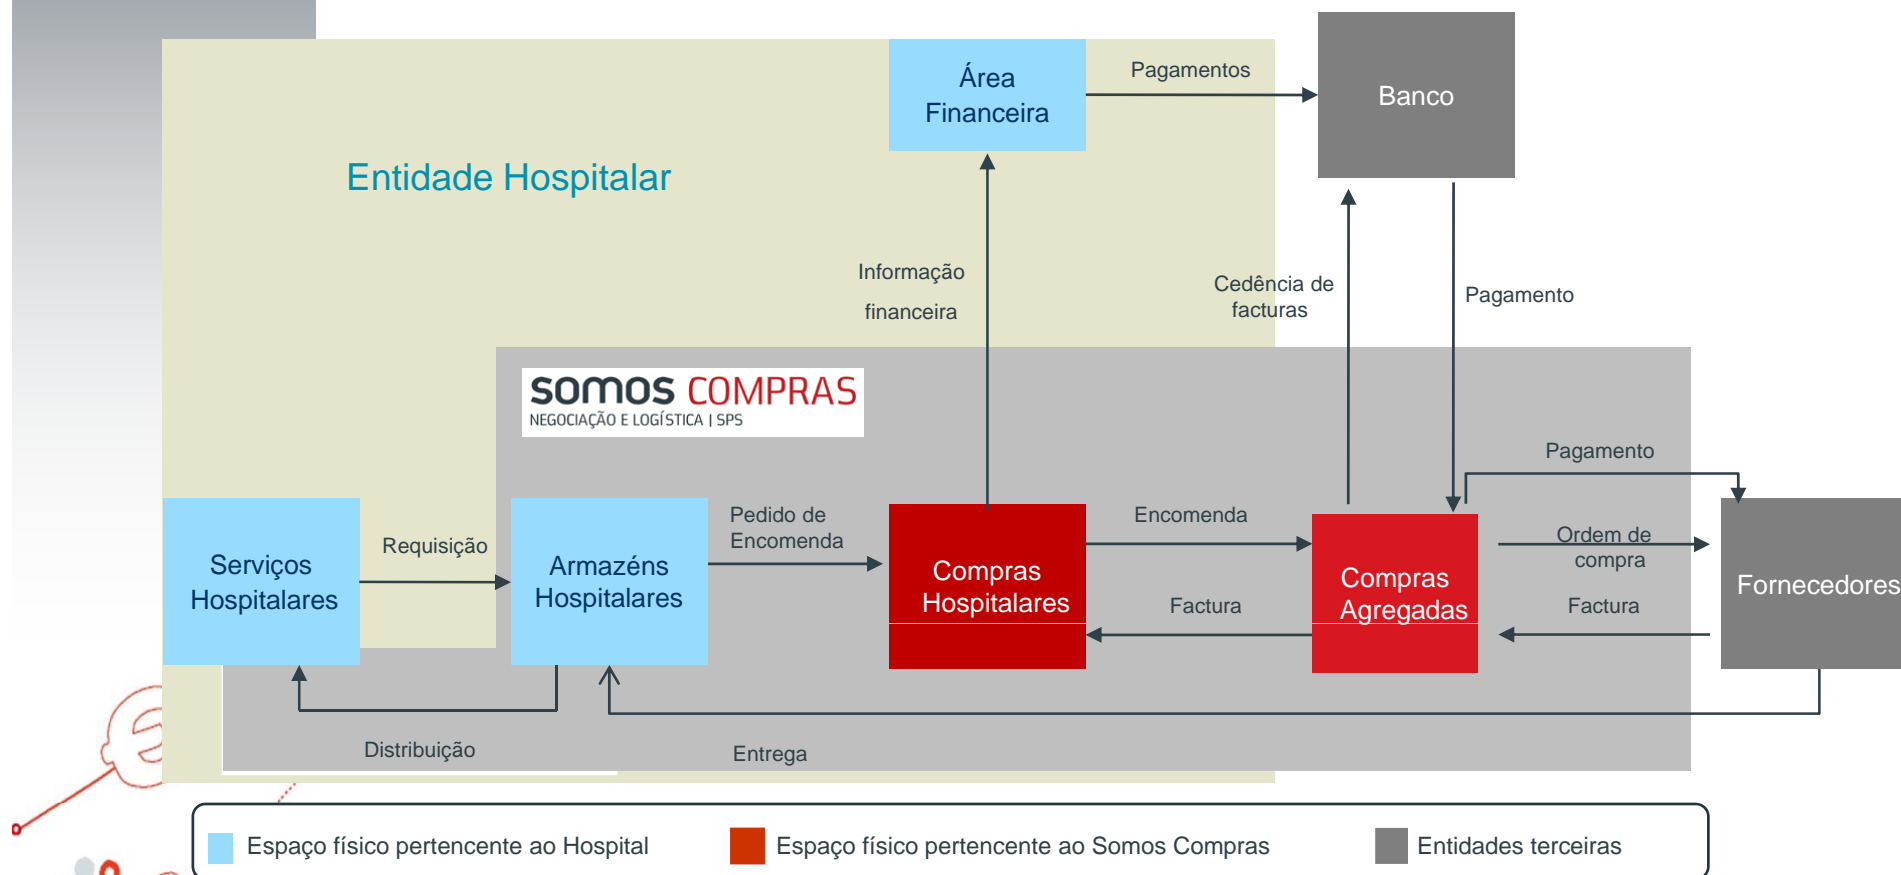 Área
Financeira
Pagamentos
Banco
Entidade Hospitalar
Informação
financeira
Cedência de
facturas
Pagamento
somos COMPRAS
NEGOCIAÇÃO E LOGÍSTICA | SPS
Pagamento
Serviços
Hospitalares
Requisição
Armazéns
Hospitalares
Pedido de
Encomenda
Compras
Hospitalares
Encomenda
Factura
Compras
Agregadas
Ordem de
compra
Factura
Fornecedores
Distribuição
Entrega
Espaço físico pertencente ao Hospital
Espaço físico pertencente ao Somos Compras
Entidades terceiras